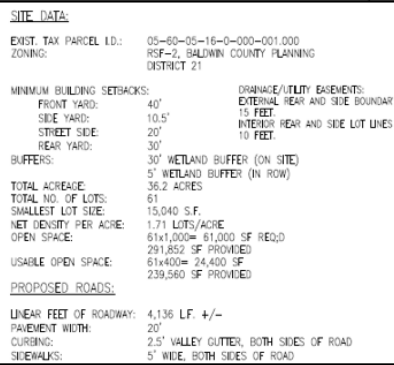 SITE DATA:
EXIST. TAX PARCEL I.D.: 05-60-05-16-0-000-001.000
ZONING: RSF-2, BALDWIN COUNTY PLANNING
DISTRICT 21
MINIMUM BUILDING SETBACKS:
FRONT YARD: 40'
SIDE YARD: 10.5'
STREET SIDE: 20'
REAR YARD: 30'
DRAINAGE/UTILITY EASEMENTS:
EXTERNAL REAR AND SIDE BOUNDAR
15 FEET.
INTERIOR REAR AND SIDE LOT LINES
10 FEET.
BUFFERS: 30' WETLAND BUFFER (ON SITE)
5' WETLAND BUFFER (IN ROW)
TOTAL ACREAGE: 36.2 ACRES
TOTAL NO. OF LOTS: 61
SMALLEST LOT SIZE: 15,040 S.F.
NET DENSITY PER ACRE: 1.71 LOTS/ACRE
OPEN SPACE: 61x1,000= 61,000 SF REQ;D
291,852 SF PROVIDED
USABLE OPEN SPACE: 61x400= 24,400 SF
239,560 SF PROVIDED
PROPOSED ROADS:
LINEAR FEET OF ROADWAY: 4,136 L.F. +/-
PAVEMENT WIDTH: 20'
CURBING: 2.5' VALLEY GUTTER, BOTH SIDES OF ROAD
SIDEWALKS: 5' WIDE, BOTH SIDES OF ROAD